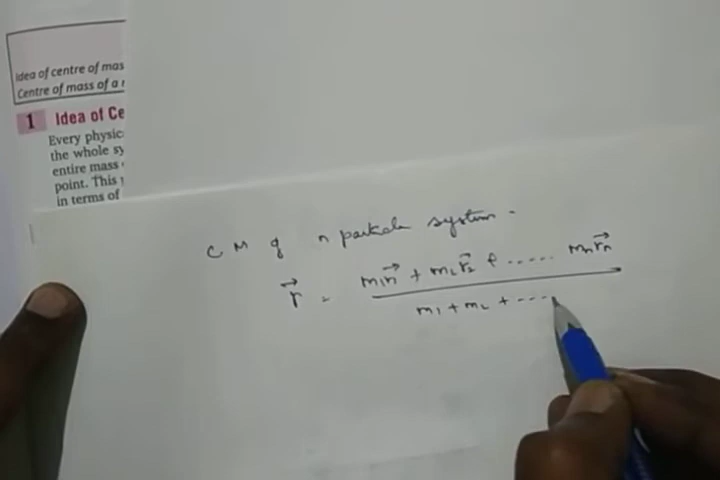 Idea of centre of mas
Centre of mass of a r
1 Idea of Ce
Every physic
the whole sy
entire mass
point. This
in terms of
C M of n particle system.
r⃗ = m₁r₁⃗ + m₂r₂⃗ + ..... mₙrₙ⃗
m₁ + m₂ + ----